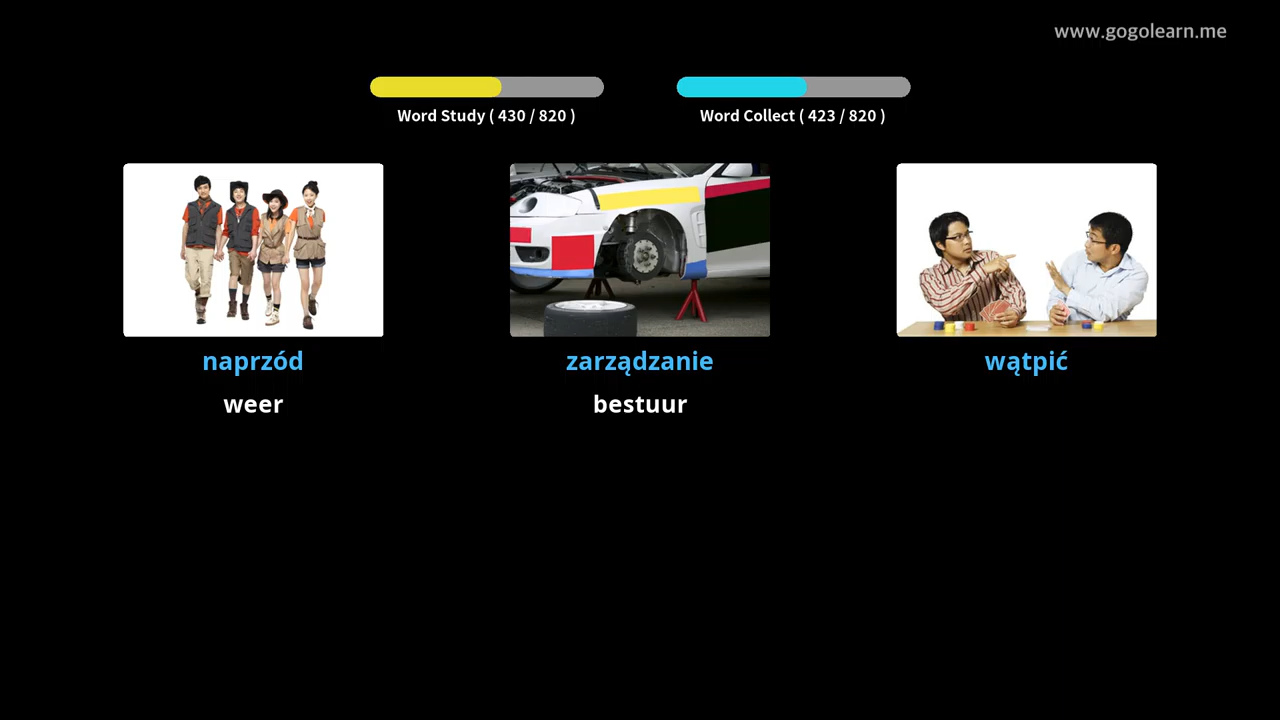 www.gogolearn.me
Word Study ( 430 / 820 )
Word Collect ( 423 / 820 )
naprzód
zarządzanie
wątpić
weer
bestuur